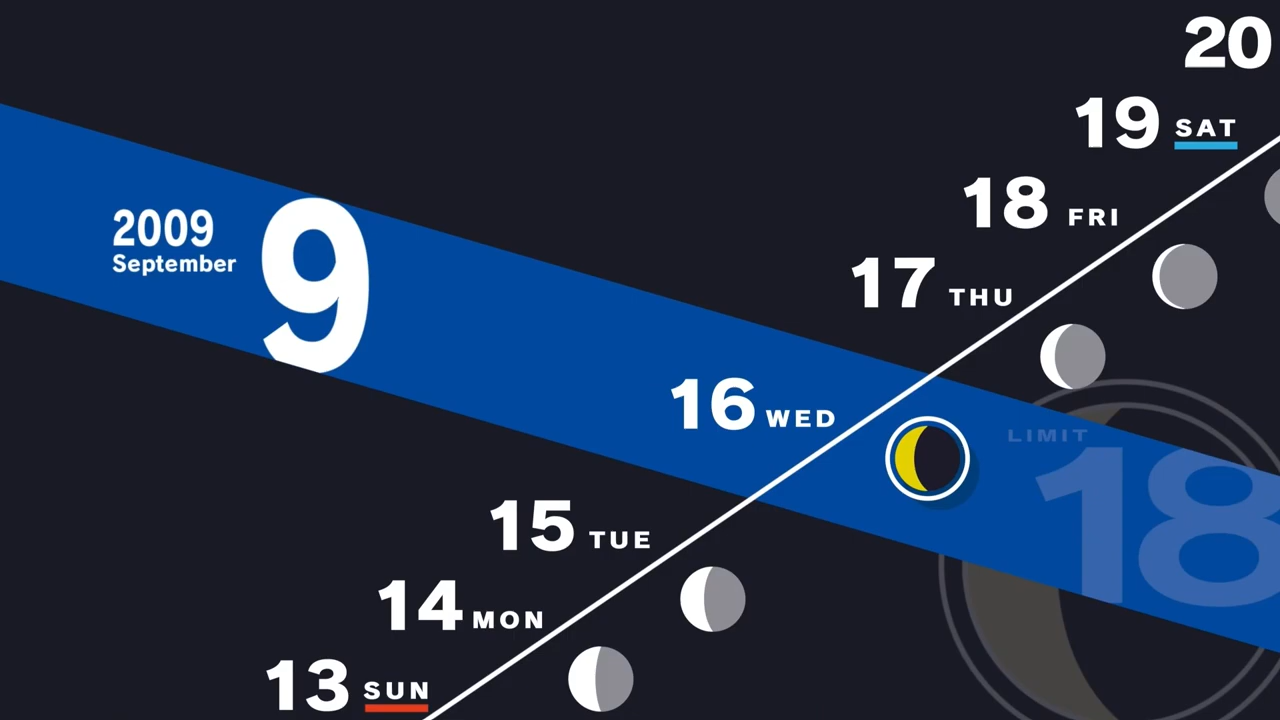 20
19 SAT
18 FRI
17 THU
2009
September
9
16 WED
LIMIT
18
15 TUE
14 MON
13 SUN